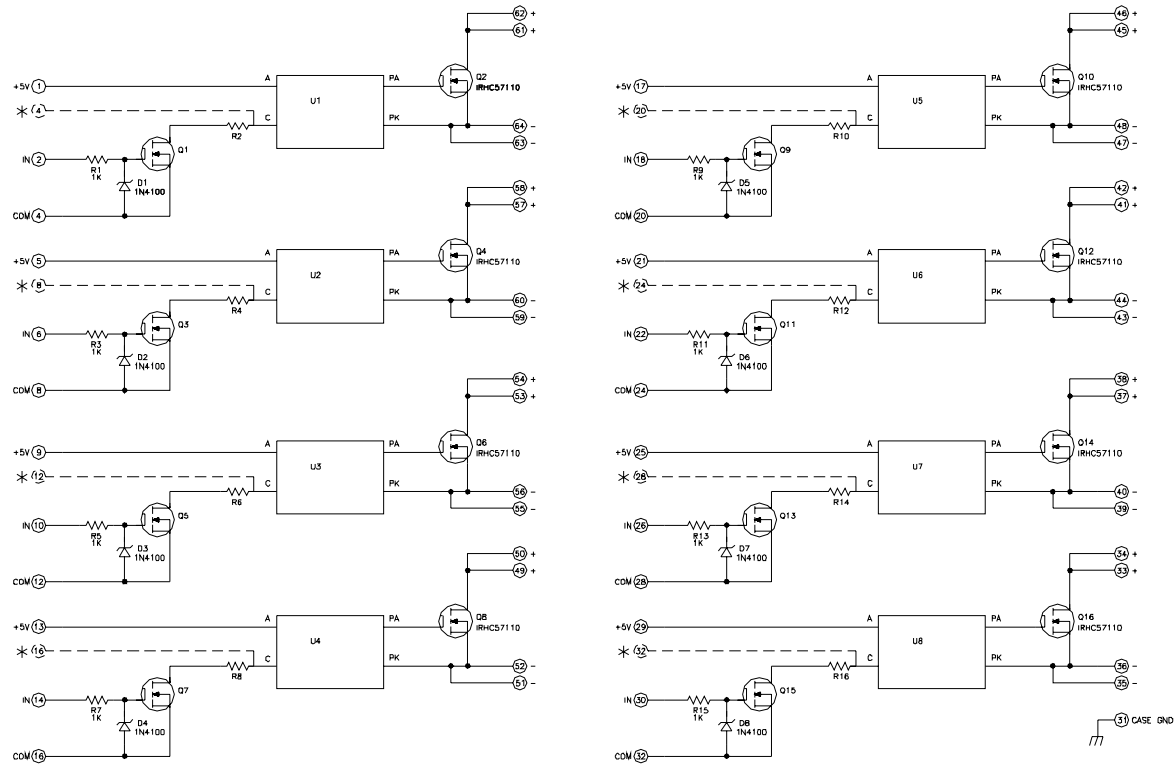 62 +
61 +
A PA Q2
+5V 1 IRHC57110
U1
* 4
C PK 64 -
R2
63 -
Q1
IN 2
R1
1K
D1
1N4100
COM 4
58 +
57 +
A PA Q4
+5V 5 IRHC57110
U2
* 8
C PK 60 -
R4
59 -
Q3
IN 6
R3
1K
D2
1N4100
COM 8
54 +
53 +
A PA Q6
+5V 9 IRHC57110
U3
* 12
C PK 56 -
R6
55 -
Q5
IN 10
R5
1K
D3
1N4100
COM 12
50 +
49 +
A PA Q8
+5V 13 IRHC57110
U4
* 16
C PK 52 -
R8
51 -
Q7
IN 14
R7
1K
D4
1N4100
COM 16
46 +
45 +
A PA Q10
+5V 17 IRHC57110
U5
* 20
C PK 48 -
R10
47 -
Q9
IN 18
R9
1K
D5
1N4100
COM 20
42 +
41 +
A PA Q12
+5V 21 IRHC57110
U6
* 24
C PK 44 -
R12
43 -
Q11
IN 22
R11
1K
D6
1N4100
COM 24
38 +
37 +
A PA Q14
+5V 25 IRHC57110
U7
* 28
C PK 40 -
R14
39 -
Q13
IN 26
R13
1K
D7
1N4100
COM 28
34 +
33 +
A PA Q16
+5V 29 IRHC57110
U8
* 32
C PK 36 -
R16
35 -
Q15
IN 30
R15
1K
D8
1N4100
COM 32
31 CASE GND